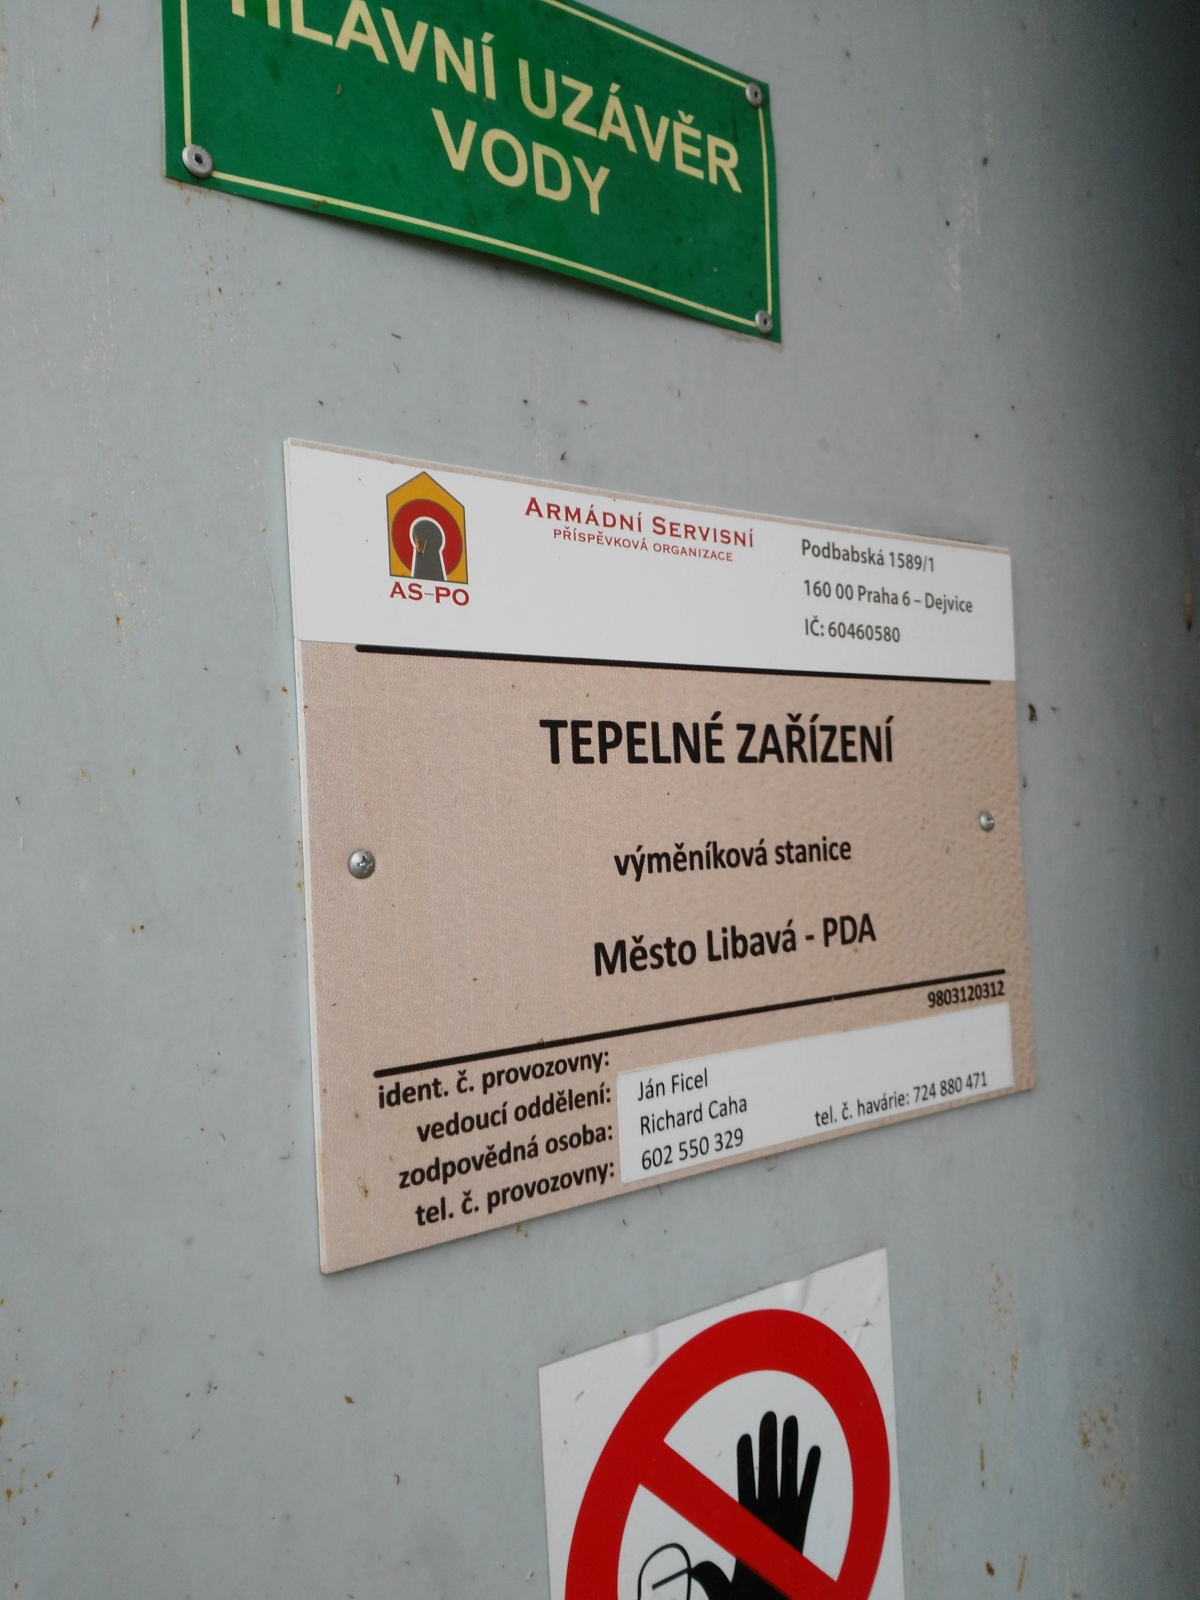 HLAVNÍ UZÁVĚR
VODY
AS-PO
ARMÁDNÍ SERVISNÍ
PŘÍSPĚVKOVÁ ORGANIZACE
Podbabská 1589/1
160 00 Praha 6 – Dejvice
IČ: 60460580
TEPELNÉ ZAŘÍZENÍ
výměníková stanice
Město Libavá - PDA
9803120312
ident. č. provozovny:
vedoucí oddělení: Ján Ficel
zodpovědná osoba: Richard Caha
tel. č. provozovny: 602 550 329
tel. č. havárie: 724 880 471